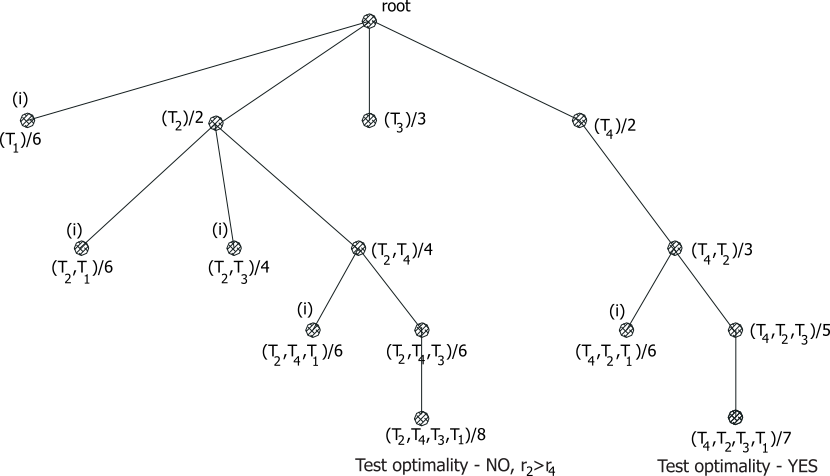 root
(i)
(T₁)/6
(T₂)/2
(T₃)/3
(T₄)/2
(i)
(T₂,T₁)/6
(i)
(T₂,T₃)/4
(T₂,T₄)/4
(T₄,T₂)/3
(i)
(T₂,T₄,T₁)/6
(T₂,T₄,T₃)/6
(i)
(T₄,T₂,T₁)/6
(T₄,T₂,T₃)/5
(T₂,T₄,T₃,T₁)/8
Test optimality - NO, r₂>r₄
(T₄,T₂,T₃,T₁)/7
Test optimality - YES